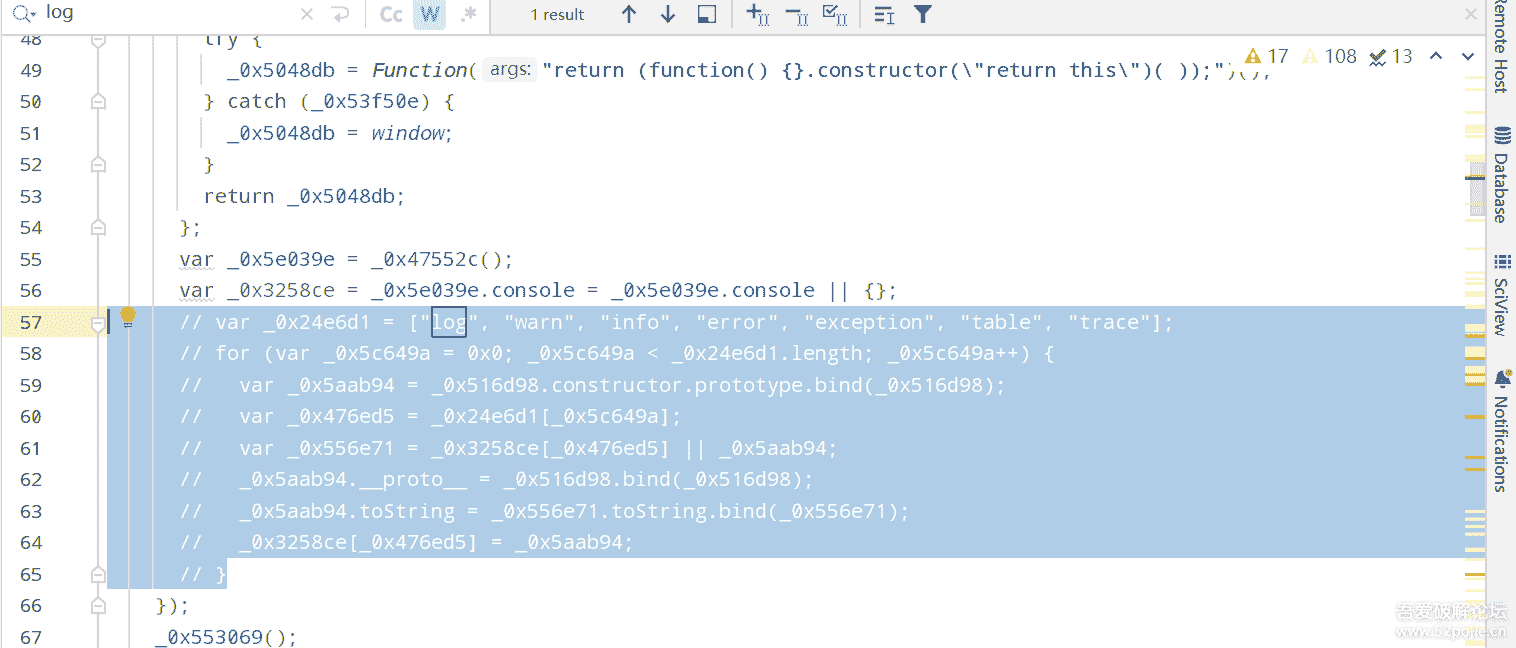 log
Cc
W
.*
1 result
17
108
13
48 try {
49 _0x5048db = Function( args: "return (function() {}.constructor(\"return this\")( ));")();
50 } catch (_0x53f50e) {
51 _0x5048db = window;
52 }
53 return _0x5048db;
54 };
55 var _0x5e039e = _0x47552c();
56 var _0x3258ce = _0x5e039e.console = _0x5e039e.console || {};
57 // var _0x24e6d1 = ["log", "warn", "info", "error", "exception", "table", "trace"];
58 // for (var _0x5c649a = 0x0; _0x5c649a < _0x24e6d1.length; _0x5c649a++) {
59 //   var _0x5aab94 = _0x516d98.constructor.prototype.bind(_0x516d98);
60 //   var _0x476ed5 = _0x24e6d1[_0x5c649a];
61 //   var _0x556e71 = _0x3258ce[_0x476ed5] || _0x5aab94;
62 //   _0x5aab94.__proto__ = _0x516d98.bind(_0x516d98);
63 //   _0x5aab94.toString = _0x556e71.toString.bind(_0x556e71);
64 //   _0x3258ce[_0x476ed5] = _0x5aab94;
65 // }
66 });
67 _0x553069();
Remote Host
Database
SciView
Notifications
吾爱破解论坛
www.52pojie.cn